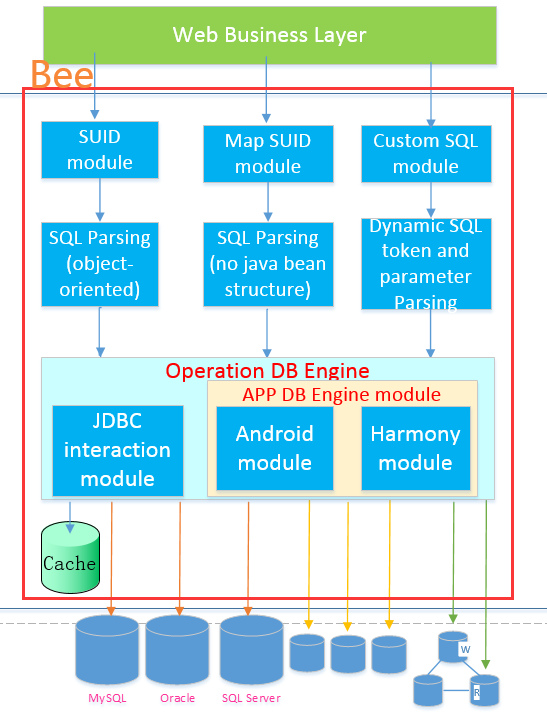 Web Business Layer
Bee
SUID
module
Map SUID
module
Custom SQL
module
SQL Parsing
(object-
oriented)
SQL Parsing
(no java bean
structure)
Dynamic SQL
token and
parameter
Parsing
Operation DB Engine
APP DB Engine module
JDBC
interaction
module
Android
module
Harmony
module
Cache
W
R
MySQL
Oracle
SQL Server